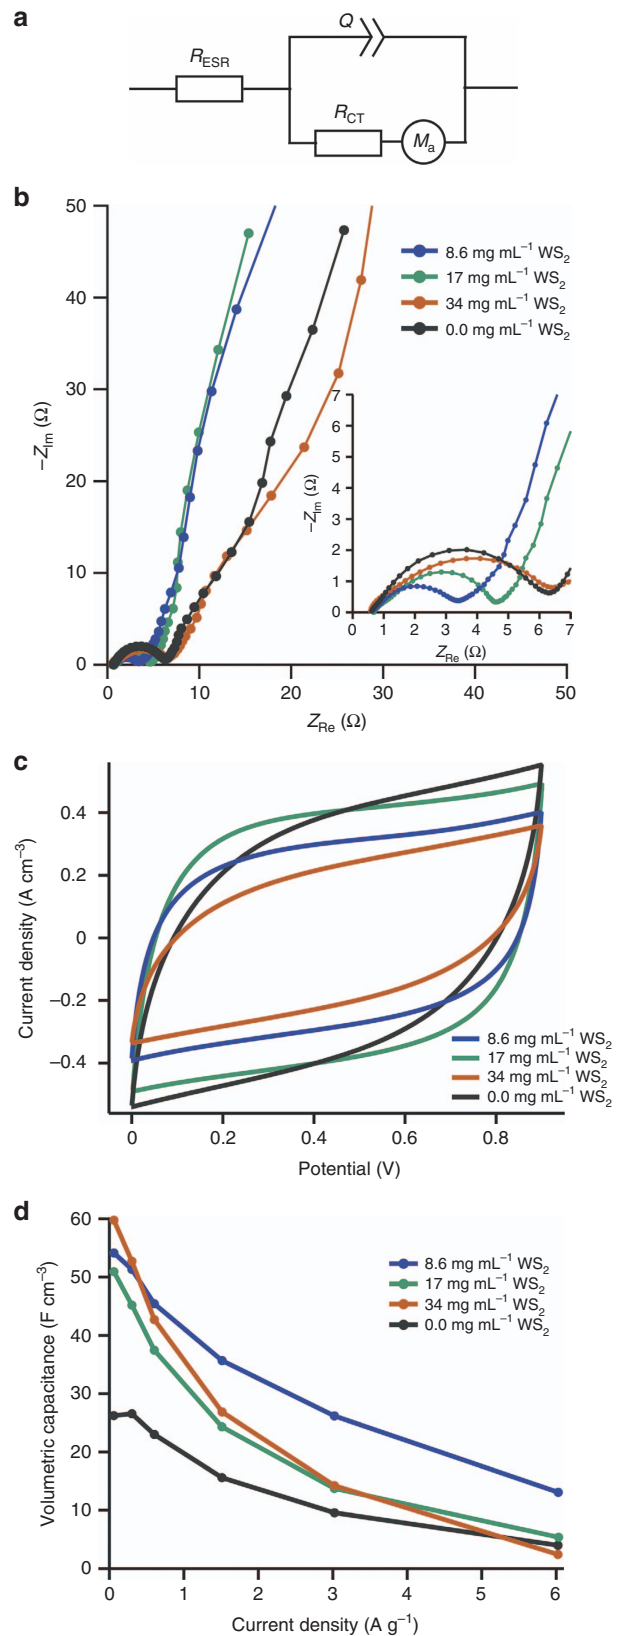 a
Q
R_ESR
R_CT
M_a
b
50
40
30
20
10
0
−Z_Im (Ω)
8.6 mg mL⁻¹ WS₂
17 mg mL⁻¹ WS₂
34 mg mL⁻¹ WS₂
0.0 mg mL⁻¹ WS₂
7
6
5
4
3
2
1
0
−Z_Im (Ω)
0 1 2 3 4 5 6 7
Z_Re (Ω)
0 10 20 30 40 50
Z_Re (Ω)
c
0.4
0.2
0
−0.2
−0.4
Current density (A cm⁻³)
8.6 mg mL⁻¹ WS₂
17 mg mL⁻¹ WS₂
34 mg mL⁻¹ WS₂
0.0 mg mL⁻¹ WS₂
0 0.2 0.4 0.6 0.8
Potential (V)
d
60
50
40
30
20
10
0
Volumetric capacitance (F cm⁻³)
8.6 mg mL⁻¹ WS₂
17 mg mL⁻¹ WS₂
34 mg mL⁻¹ WS₂
0.0 mg mL⁻¹ WS₂
0 1 2 3 4 5 6
Current density (A g⁻¹)